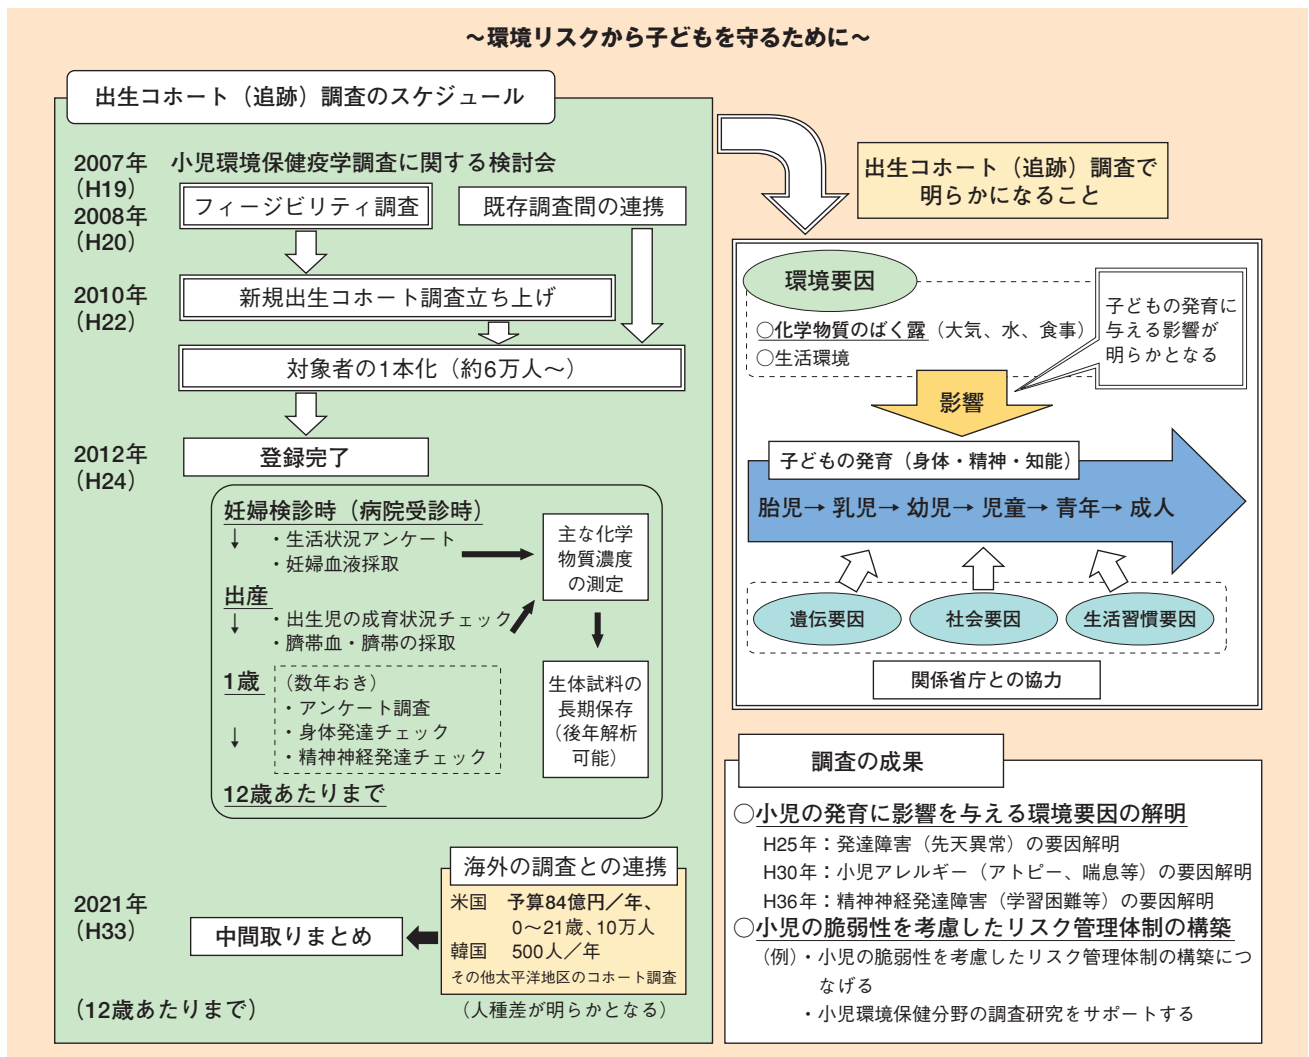 〜環境リスクから子どもを守るために〜
出生コホート（追跡）調査のスケジュール
2007年
（H19）
小児環境保健疫学調査に関する検討会
2008年
（H20）
フィージビリティ調査
既存調査間の連携
2010年
（H22）
新規出生コホート調査立ち上げ
対象者の1本化（約6万人〜）
2012年
（H24）
登録完了
妊婦検診時（病院受診時）
↓
・生活状況アンケート
・妊婦血液採取
出産
↓
・出生児の成育状況チェック
・臍帯血・臍帯の採取
1歳
↓
（数年おき）
・アンケート調査
・身体発達チェック
・精神神経発達チェック
12歳あたりまで
主な化学
物質濃度
の測定
生体試料の
長期保存
（後年解析
可能）
2021年
（H33）
中間取りまとめ
海外の調査との連携
米国　予算84億円／年、
0〜21歳、10万人
韓国　500人／年
その他太平洋地区のコホート調査
（人種差が明らかとなる）
（12歳あたりまで）
出生コホート（追跡）調査で
明らかになること
環境要因
○化学物質のばく露（大気、水、食事）
○生活環境
子どもの発育に
与える影響が
明らかとなる
影響
子どもの発育（身体・精神・知能）
胎児→ 乳児→ 幼児→ 児童→ 青年→ 成人
遺伝要因
社会要因
生活習慣要因
関係省庁との協力
調査の成果
○小児の発育に影響を与える環境要因の解明
H25年：発達障害（先天異常）の要因解明
H30年：小児アレルギー（アトピー、喘息等）の要因解明
H36年：精神神経発達障害（学習困難等）の要因解明
○小児の脆弱性を考慮したリスク管理体制の構築
（例）・小児の脆弱性を考慮したリスク管理体制の構築につ
なげる
・小児環境保健分野の調査研究をサポートする